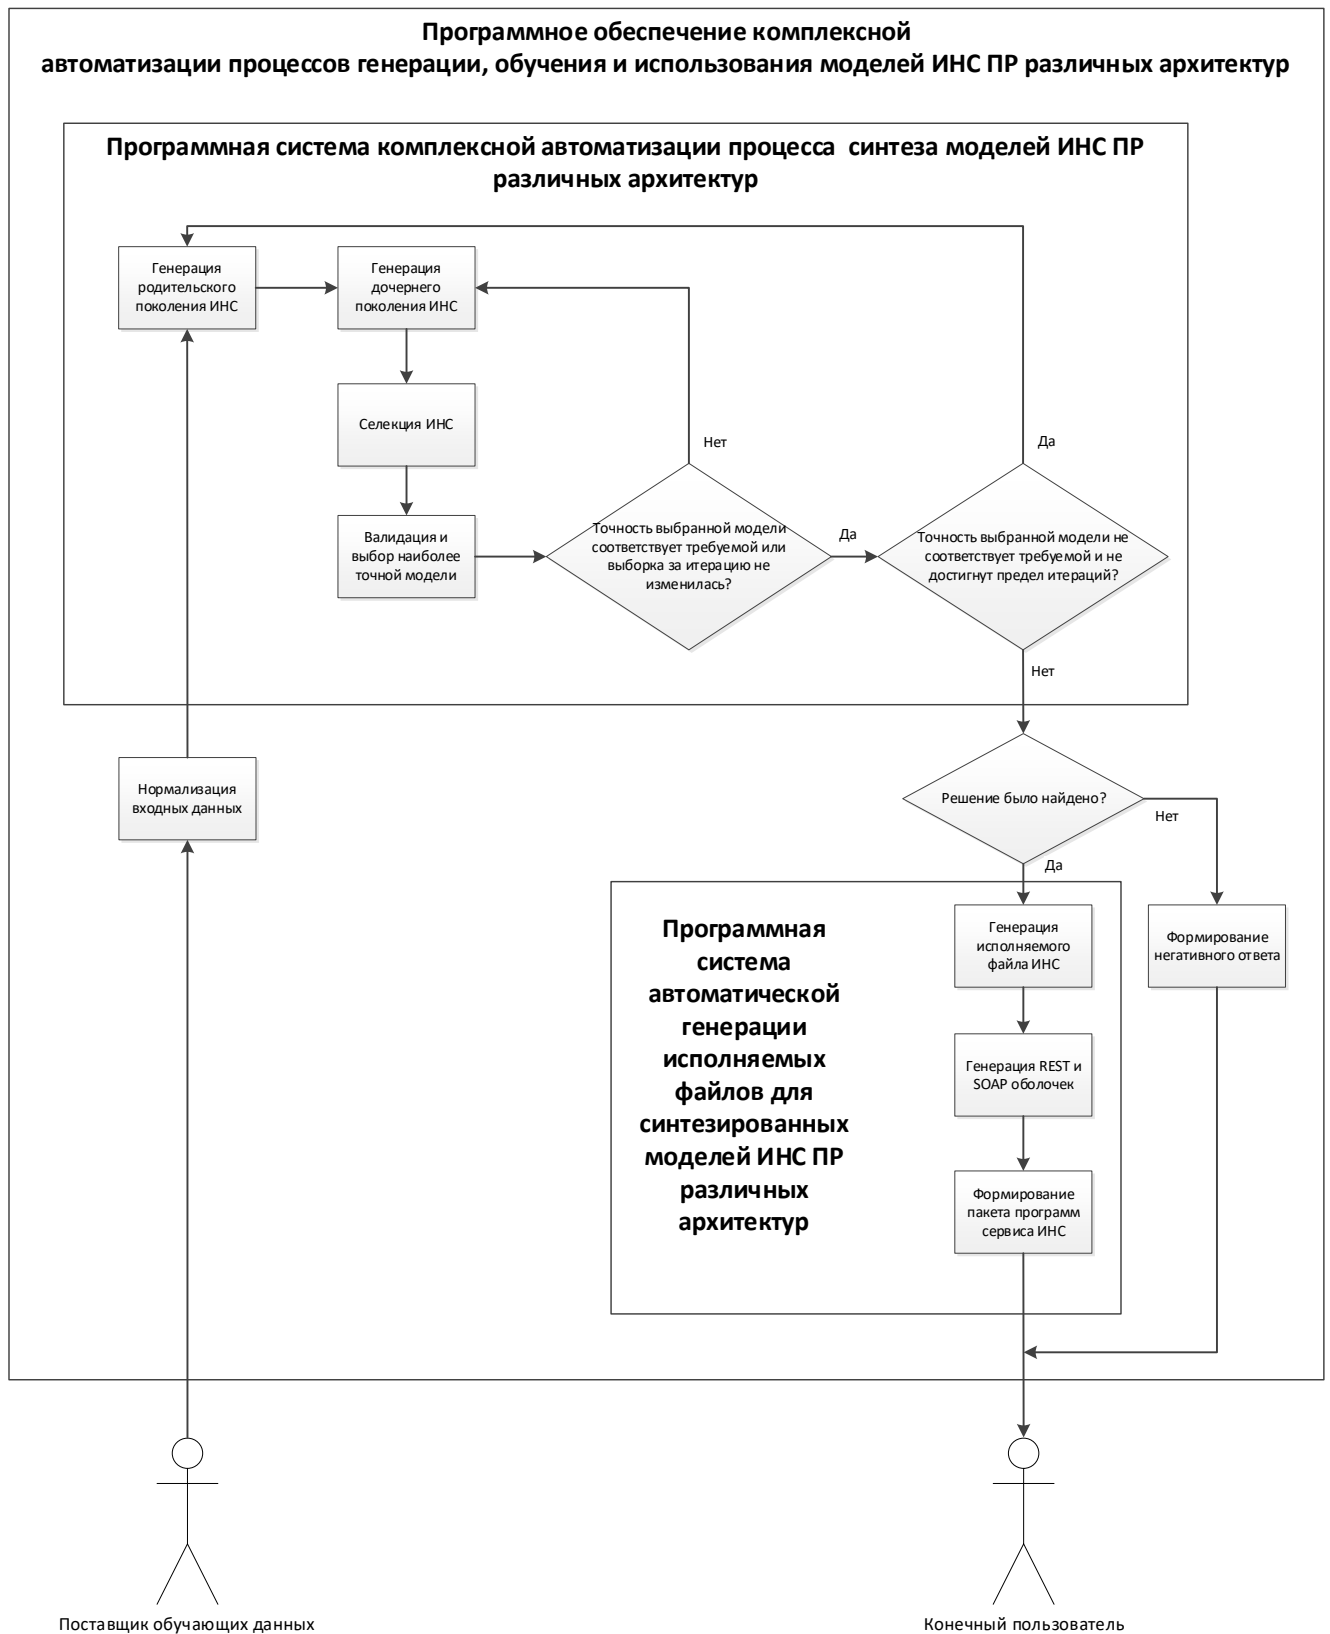 Программное обеспечение комплексной
автоматизации процессов генерации, обучения и использования моделей ИНС ПР различных архитектур
Программная система комплексной автоматизации процесса синтеза моделей ИНС ПР
различных архитектур
Генерация
родительского
поколения ИНС
Генерация
дочернего
поколения ИНС
Селекция ИНС
Валидация и
выбор наиболее
точной модели
Нет
Точность выбранной модели
соответствует требуемой или
выборка за итерацию не
изменилась?
Да
Да
Точность выбранной модели не
соответствует требуемой и не
достигнут предел итераций?
Нет
Нормализация
входных данных
Решение было найдено?
Нет
Да
Программная
система
автоматической
генерации
исполняемых
файлов для
синтезированных
моделей ИНС ПР
различных
архитектур
Генерация
исполняемого
файла ИНС
Формирование
негативного ответа
Генерация REST и
SOAP оболочек
Формирование
пакета программ
сервиса ИНС
Поставщик обучающих данных
Конечный пользователь